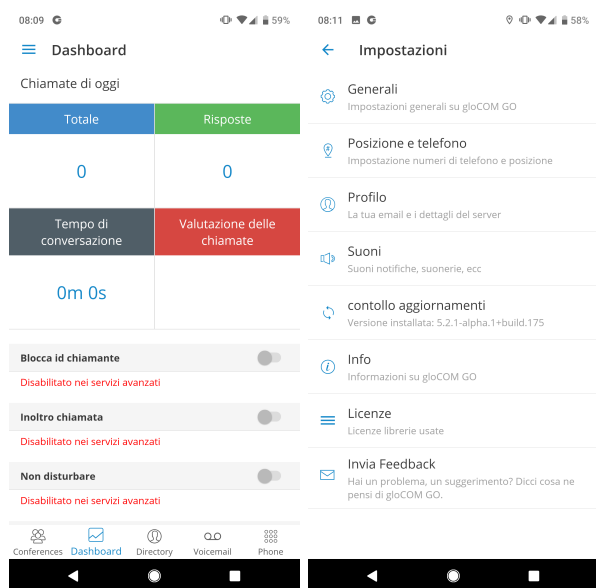 08:09
59%
Dashboard
Chiamate di oggi
Totale
Risposte
0
0
Tempo di
conversazione
Valutazione delle
chiamate
0m 0s
Blocca id chiamante
Disabilitato nei servizi avanzati
Inoltro chiamata
Disabilitato nei servizi avanzati
Non disturbare
Disabilitato nei servizi avanzati
Conferences
Dashboard
Directory
Voicemail
Phone
08:11
58%
Impostazioni
Generali
Impostazioni generali su gloCOM GO
Posizione e telefono
Impostazione numeri di telefono e posizione
Profilo
La tua email e i dettagli del server
Suoni
Suoni notifiche, suonerie, ecc
contollo aggiornamenti
Versione installata: 5.2.1-alpha.1+build.175
Info
Informazioni su gloCOM GO
Licenze
Licenze librerie usate
Invia Feedback
Hai un problema, un suggerimento? Dicci cosa ne
pensi di gloCOM GO.